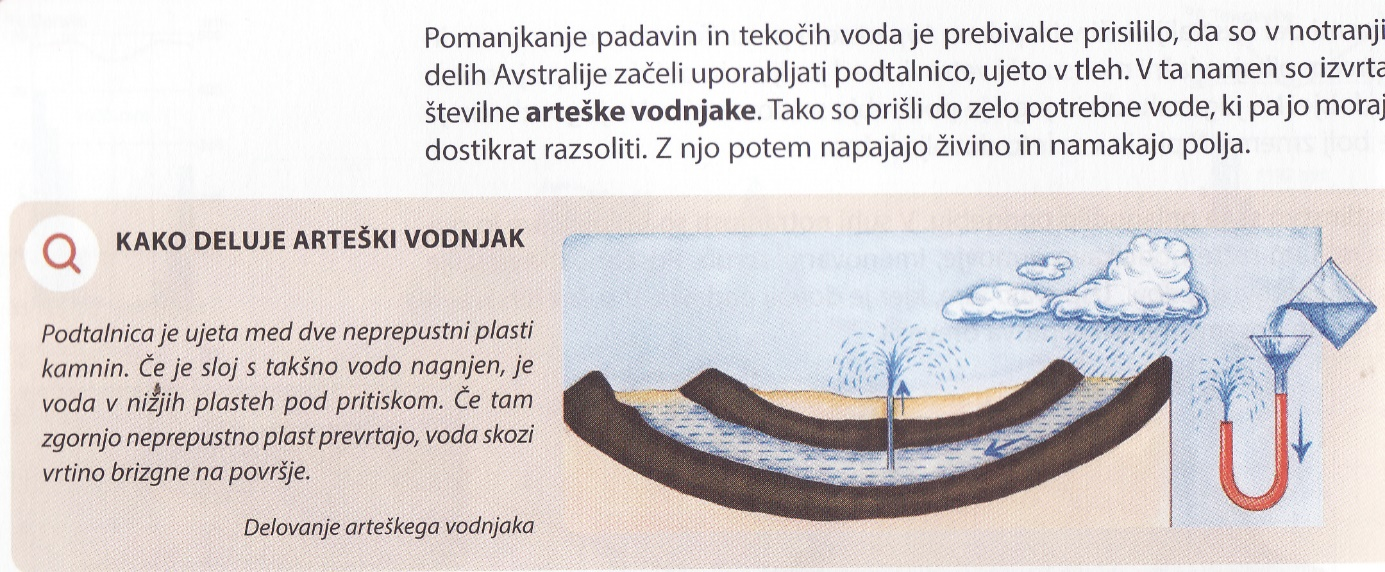 Pomanjkanje padavin in tekočih voda je prebivalce prisililo, da so v notranji
delih Avstralije začeli uporabljati podtalnico, ujeto v tleh. V ta namen so izvrta
številne arteške vodnjake. Tako so prišli do zelo potrebne vode, ki pa jo moraj
dostikrat razsoliti. Z njo potem napajajo živino in namakajo polja.
KAKO DELUJE ARTEŠKI VODNJAK
Podtalnica je ujeta med dve neprepustni plasti
kamnin. Če je sloj s takšno vodo nagnjen, je
voda v nižjih plasteh pod pritiskom. Če tam
zgornjo neprepustno plast prevrtajo, voda skozi
vrtino brizgne na površje.
Delovanje arteškega vodnjaka